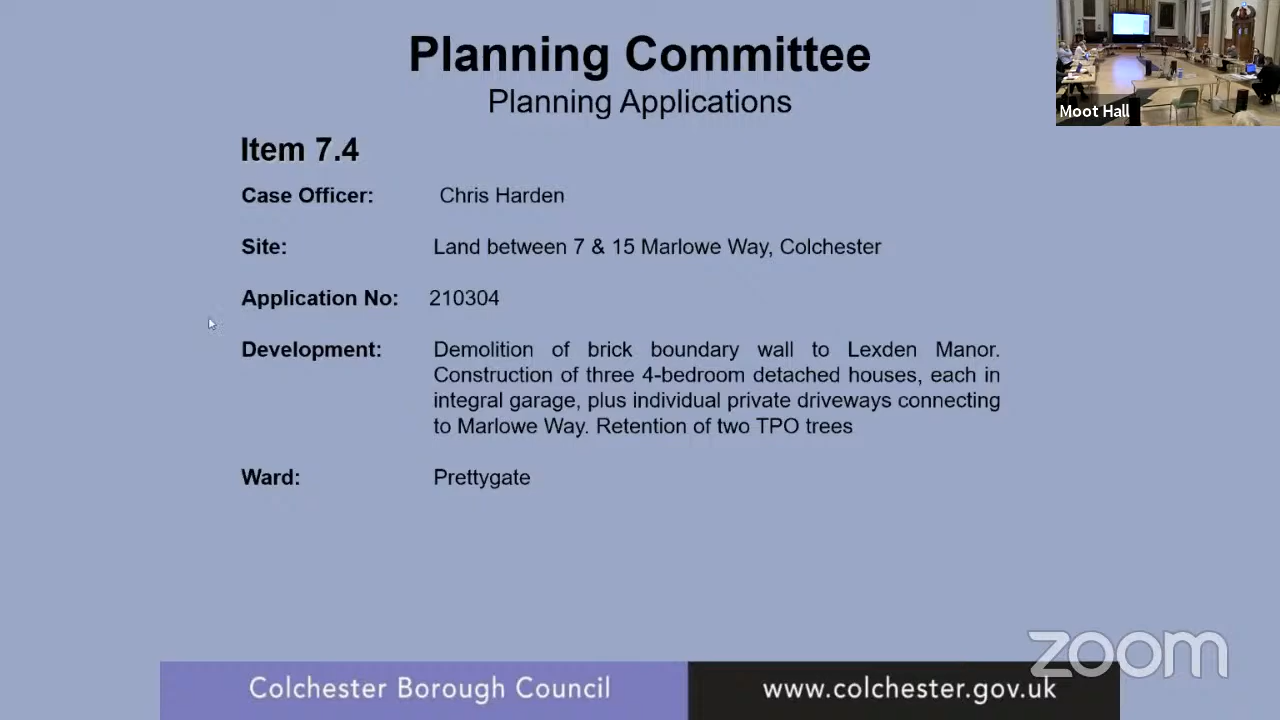 Planning Committee
Planning Applications
Moot Hall
Item 7.4
Case Officer: Chris Harden
Site: Land between 7 & 15 Marlowe Way, Colchester
Application No: 210304
Development: Demolition of brick boundary wall to Lexden Manor.
Construction of three 4-bedroom detached houses, each in
integral garage, plus individual private driveways connecting
to Marlowe Way. Retention of two TPO trees
Ward: Prettygate
zoom
Colchester Borough Council www.colchester.gov.uk